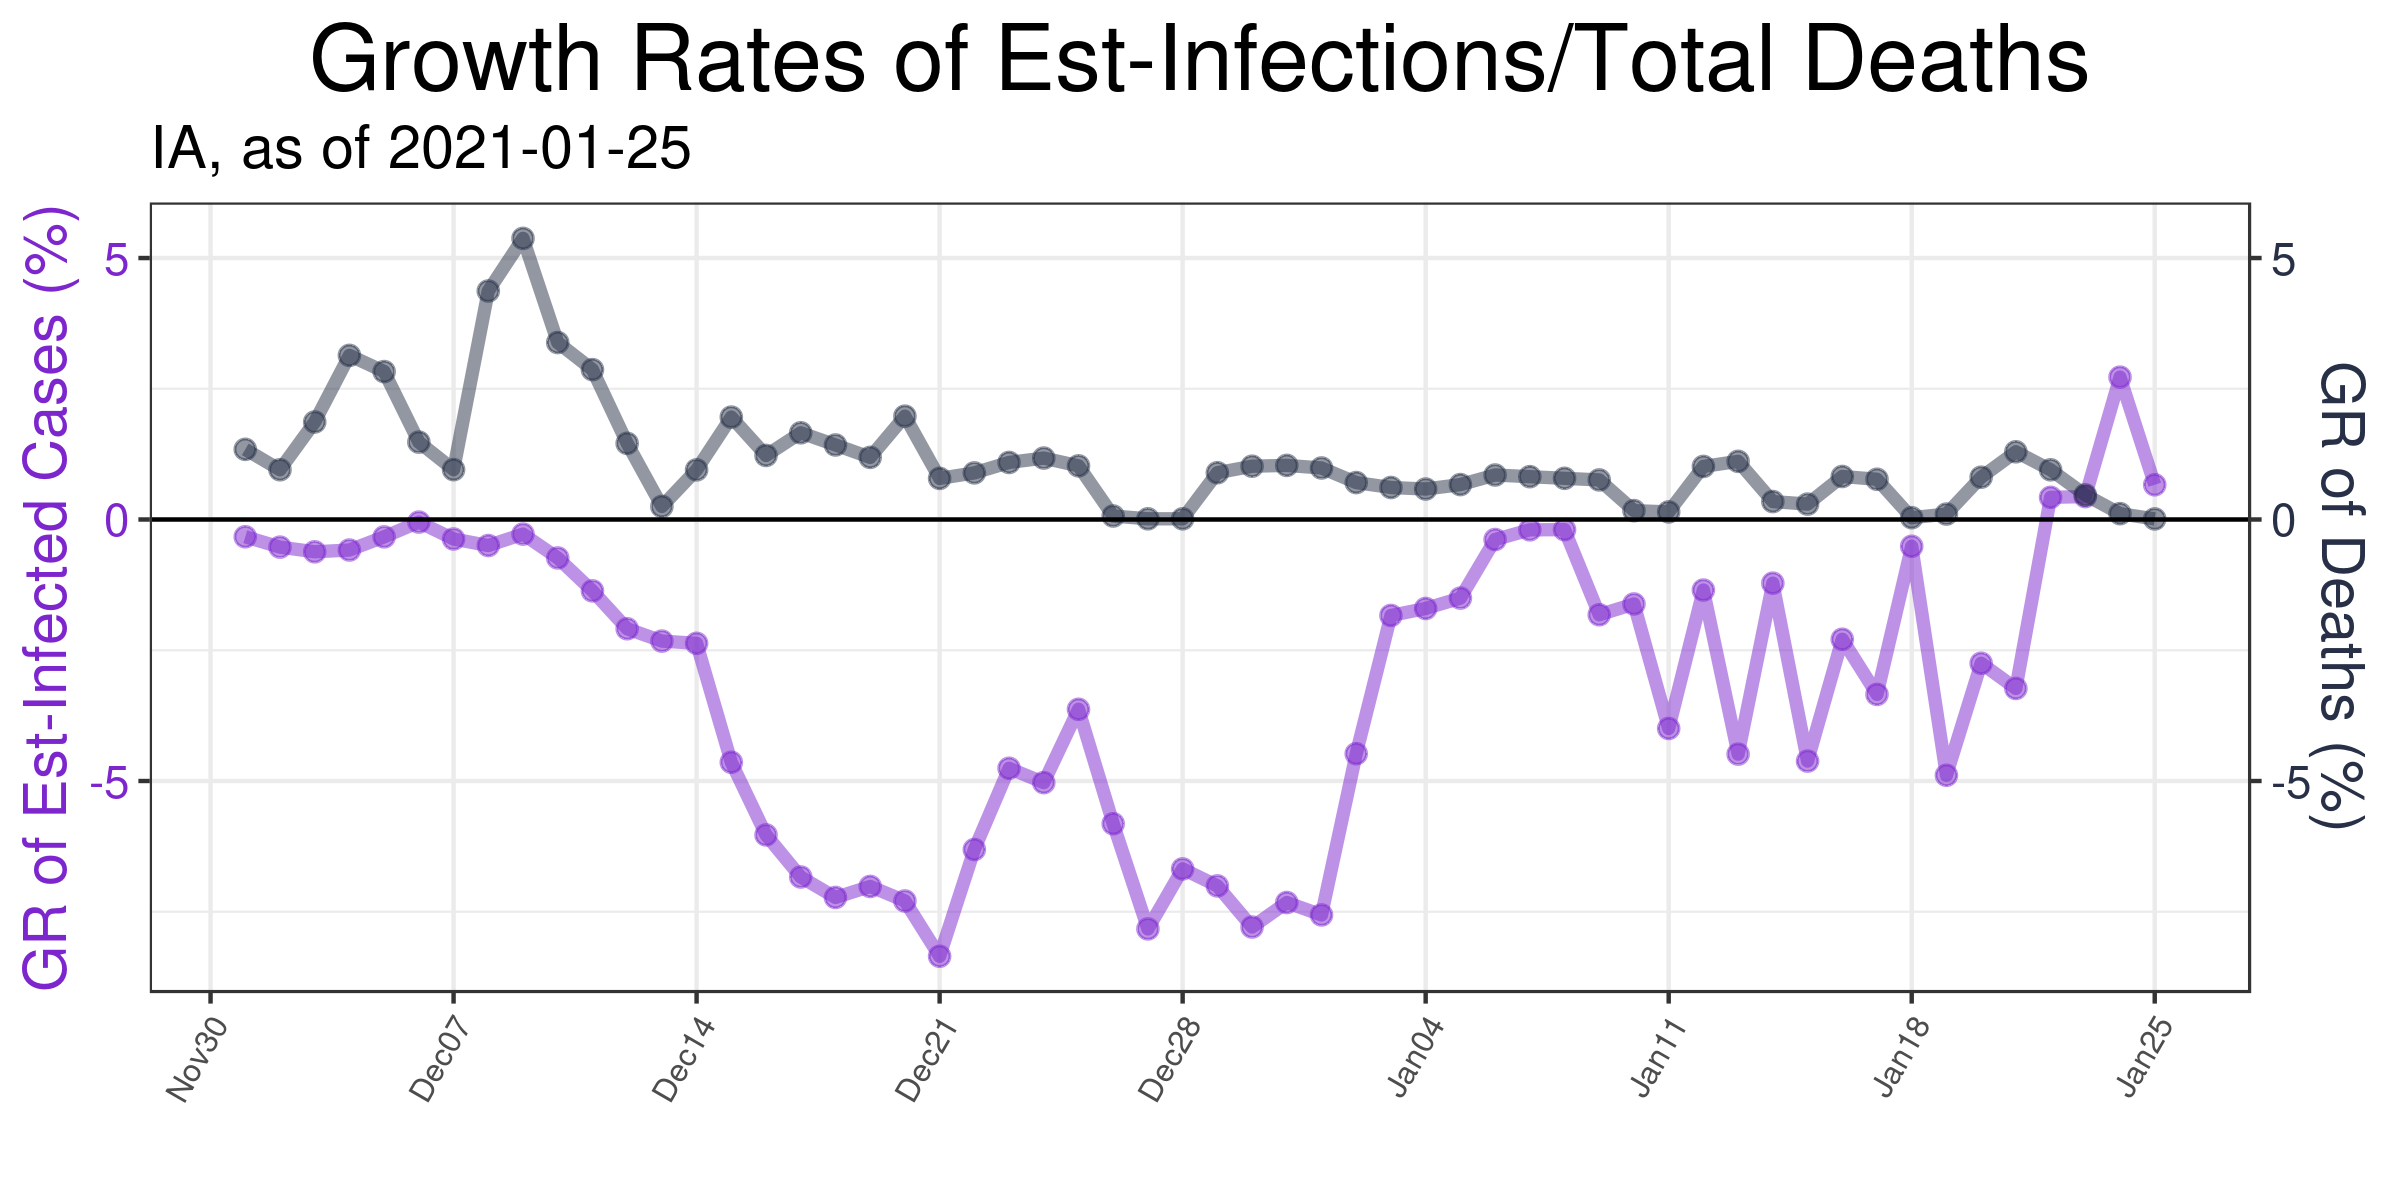 Growth Rates of Est-Infections/Total Deaths
IA, as of 2021-01-25
GR of Est-Infected Cases (%)
5
0
-5
5
0
-5
GR of Deaths (%)
Nov30
Dec07
Dec14
Dec21
Dec28
Jan04
Jan11
Jan18
Jan25